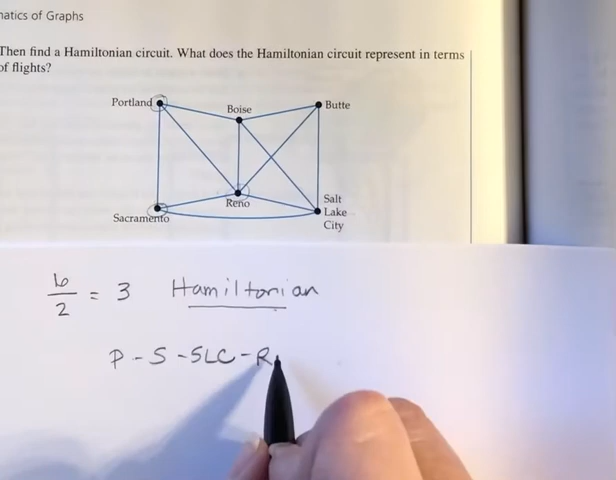 natics of Graphs
Then find a Hamiltonian circuit. What does the Hamiltonian circuit represent in terms
of flights?
Portland
Boise
Butte
Sacramento
Reno
Salt
Lake
City
6
2
= 3 Hamiltonian
P - S - SLC - R